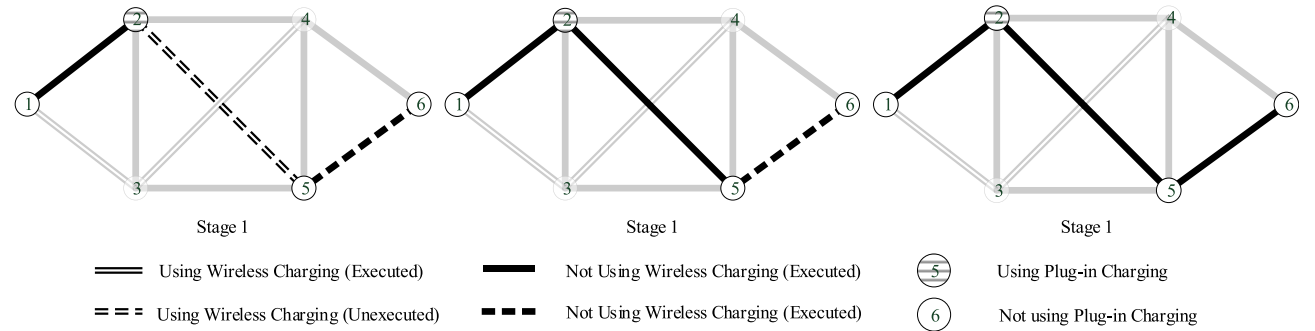 2 4 2 4 2 4
1 6 1 6 1 6
3 5 3 5 3 5
Stage 1 Stage 1 Stage 1
Using Wireless Charging (Executed) Not Using Wireless Charging (Executed) 5 Using Plug-in Charging
Using Wireless Charging (Unexecuted) Not Using Wireless Charging (Executed) 6 Not using Plug-in Charging